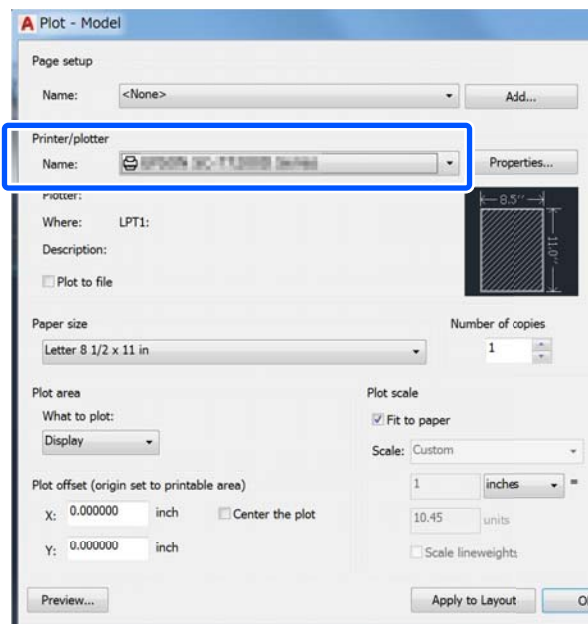 Plot - Model
Page setup
Name: <None> Add...
Printer/plotter
Name: Properties...
Plotter:
Where: LPT1:
Description:
Plot to file
8.5''
11.0''
Paper size
Letter 8 1/2 x 11 in
Number of copies
1
Plot area
What to plot:
Display
Plot scale
Fit to paper
Scale: Custom
1 inches =
10.45 units
Scale lineweights
Plot offset (origin set to printable area)
X: 0.000000 inch Center the plot
Y: 0.000000 inch
Preview... Apply to Layout